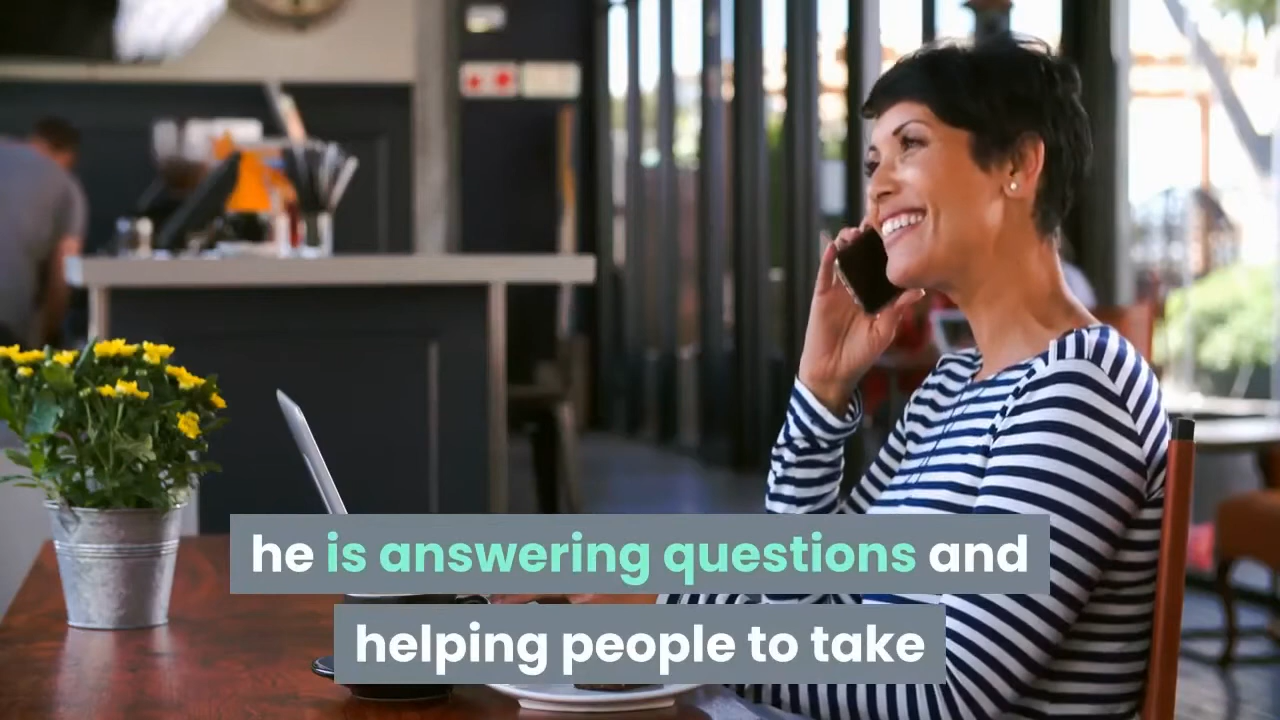 he is answering questions and
helping people to take